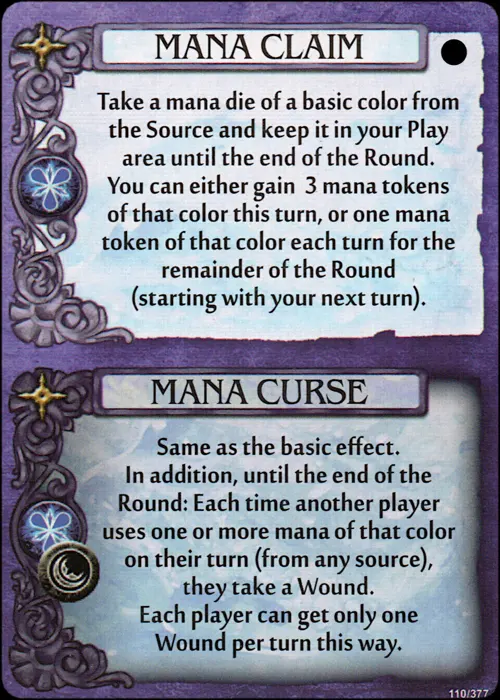 MANA CLAIM
Take a mana die of a basic color from
the Source and keep it in your Play
area until the end of the Round.
You can either gain 3 mana tokens
of that color this turn, or one mana
token of that color each turn for the
remainder of the Round
(starting with your next turn).
MANA CURSE
Same as the basic effect.
In addition, until the end of the
Round: Each time another player
uses one or more mana of that color
on their turn (from any source),
they take a Wound.
Each player can get only one
Wound per turn this way.
110/377